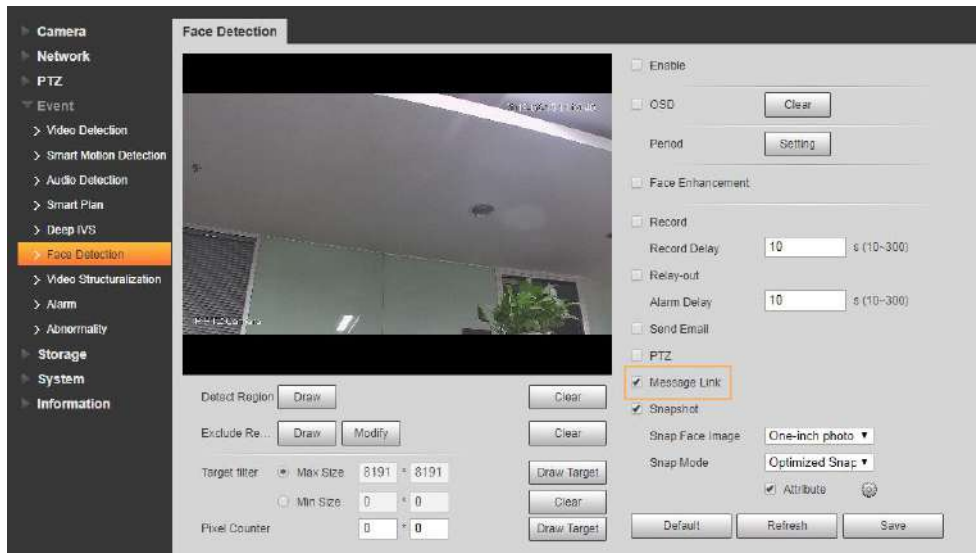 Camera
Network
PTZ
Event
Video Detection
Smart Motion Detection
Audio Detection
Smart Plan
Deep IVS
Face Detection
Video Structuralization
Alarm
Abnormality
Storage
System
Information
Face Detection
Detect Region Draw Clear
Exclude Re... Draw Modify Clear
Target filter Max Size 8191 * 8191 Draw Target
Min Size 0 * 0 Clear
Pixel Counter 0 * 0 Draw Target
Enable
OSD Clear
Period Setting
Face Enhancement
Record
Record Delay 10 s (10~300)
Relay-out
Alarm Delay 10 s (10~300)
Send Email
PTZ
Message Link
Snapshot
Snap Face Image One-inch photo
Snap Mode Optimized Snap
Attribute
Default Refresh Save